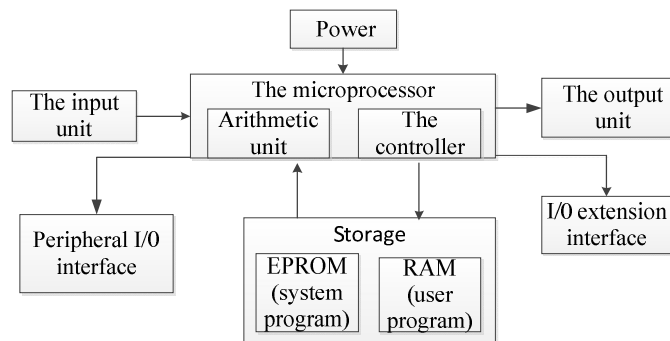 Power
The microprocessor
The input
unit
Arithmetic
unit
The
controller
The output
unit
Peripheral I/0
interface
I/0 extension
interface
Storage
EPROM
(system
program)
RAM
(user
program)